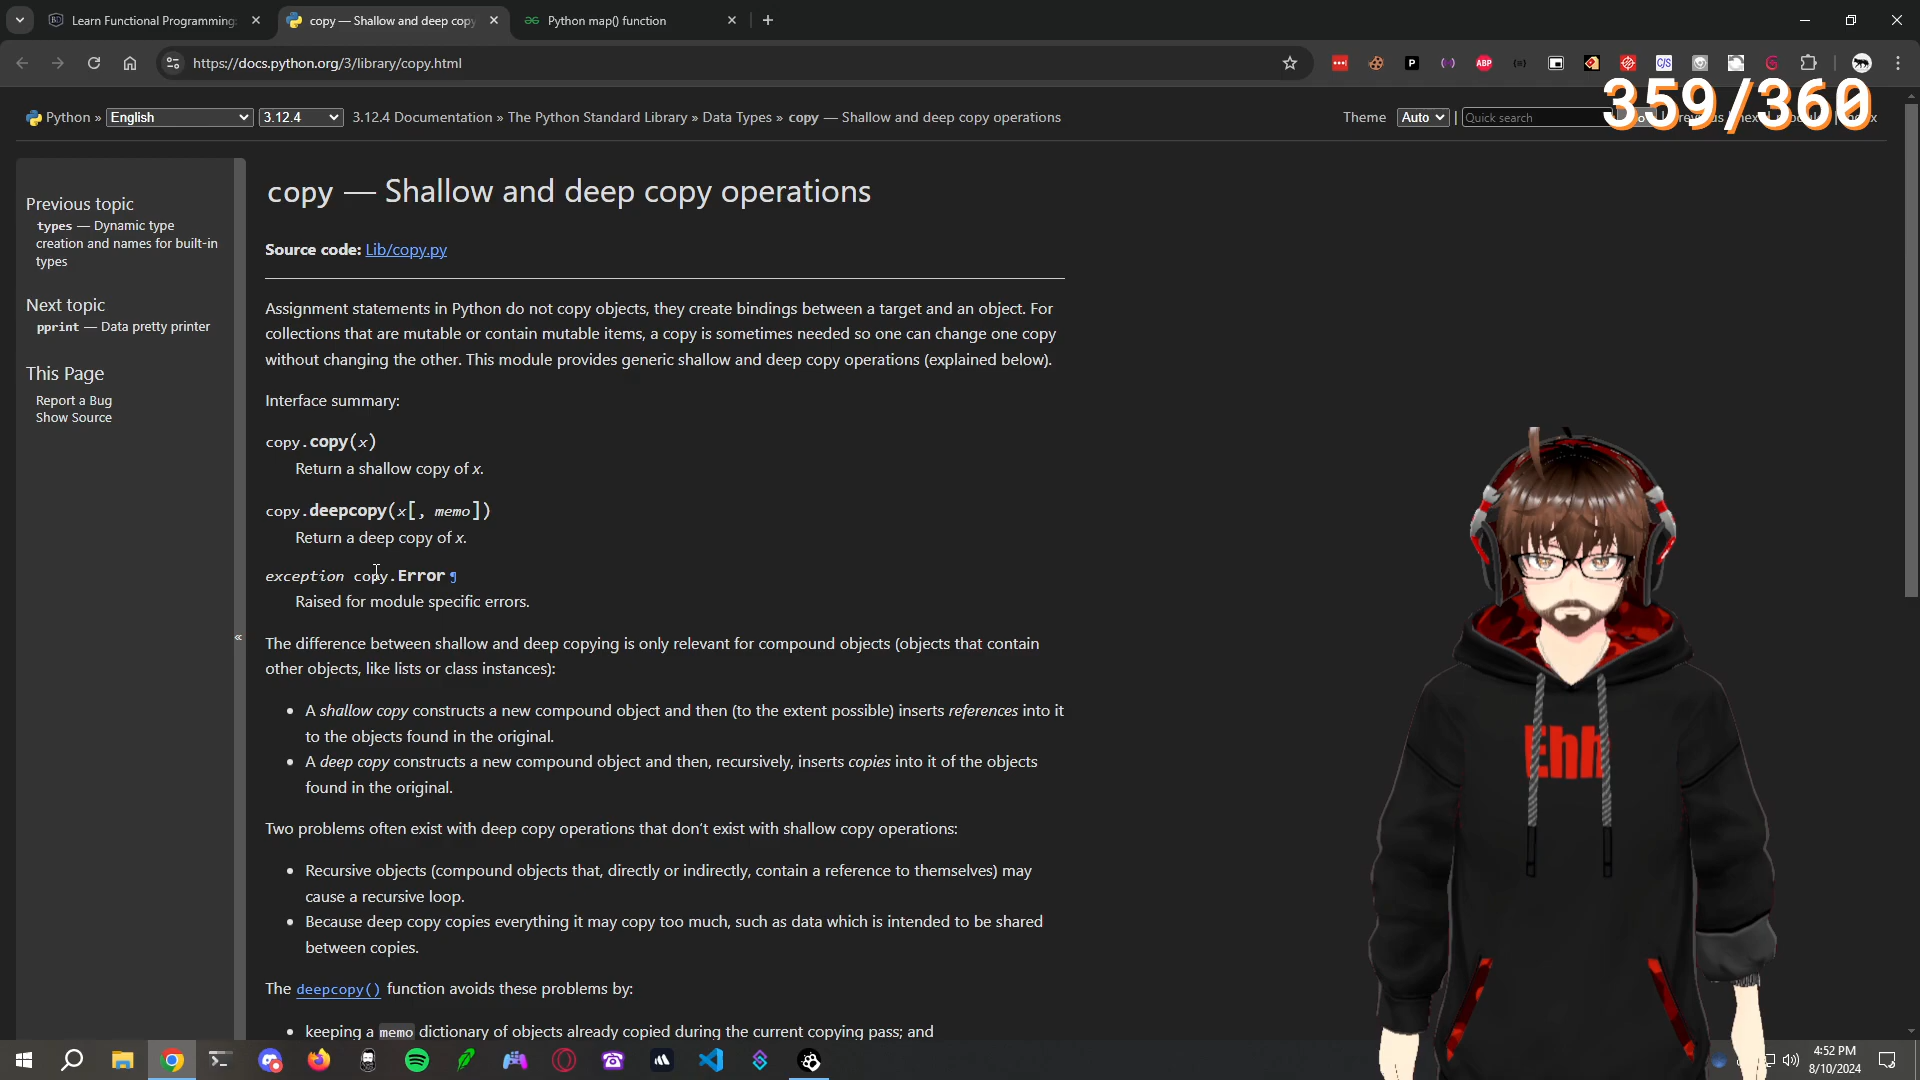 Learn Functional Programming
copy — Shallow and deep copy
Python map() function
https://docs.python.org/3/library/copy.html
ABP
C/S
359/360
Python » English 3.12.4 3.12.4 Documentation » The Python Standard Library » Data Types » copy — Shallow and deep copy operations
Theme Auto | Quick search
Previous topic
types — Dynamic type
creation and names for built-in
types
Next topic
pprint — Data pretty printer
This Page
Report a Bug
Show Source
«
copy — Shallow and deep copy operations
Source code: Lib/copy.py
Assignment statements in Python do not copy objects, they create bindings between a target and an object. For
collections that are mutable or contain mutable items, a copy is sometimes needed so one can change one copy
without changing the other. This module provides generic shallow and deep copy operations (explained below).
Interface summary:
copy.copy(x)
Return a shallow copy of x.
copy.deepcopy(x[, memo])
Return a deep copy of x.
exception copy.Error ¶
Raised for module specific errors.
The difference between shallow and deep copying is only relevant for compound objects (objects that contain
other objects, like lists or class instances):
• A shallow copy constructs a new compound object and then (to the extent possible) inserts references into it
to the objects found in the original.
• A deep copy constructs a new compound object and then, recursively, inserts copies into it of the objects
found in the original.
Two problems often exist with deep copy operations that don't exist with shallow copy operations:
• Recursive objects (compound objects that, directly or indirectly, contain a reference to themselves) may
cause a recursive loop.
• Because deep copy copies everything it may copy too much, such as data which is intended to be shared
between copies.
The deepcopy() function avoids these problems by:
• keeping a memo dictionary of objects already copied during the current copying pass; and
Ehh
4:52 PM
8/10/2024